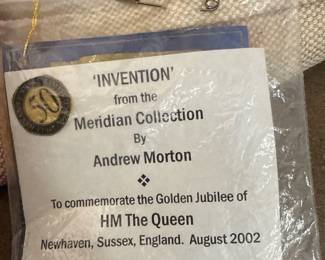 50
'INVENTION'
from the
Meridian Collection
By
Andrew Morton
❖
To commemorate the Golden Jubilee of
HM The Queen
Newhaven, Sussex, England. August 2002